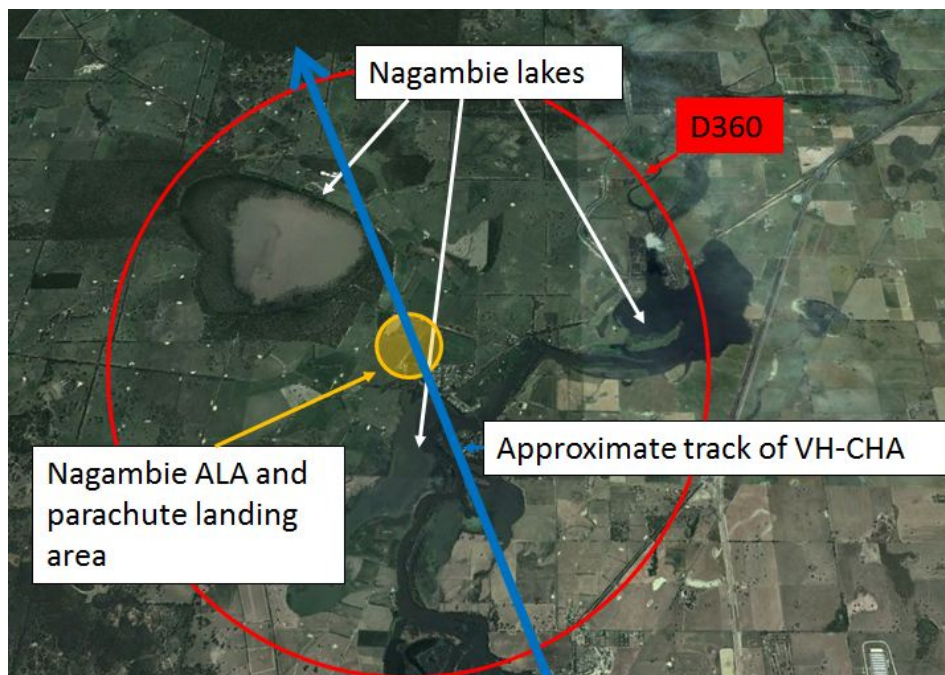 Nagambie lakes
D360
Approximate track of VH-CHA
Nagambie ALA and
parachute landing
area